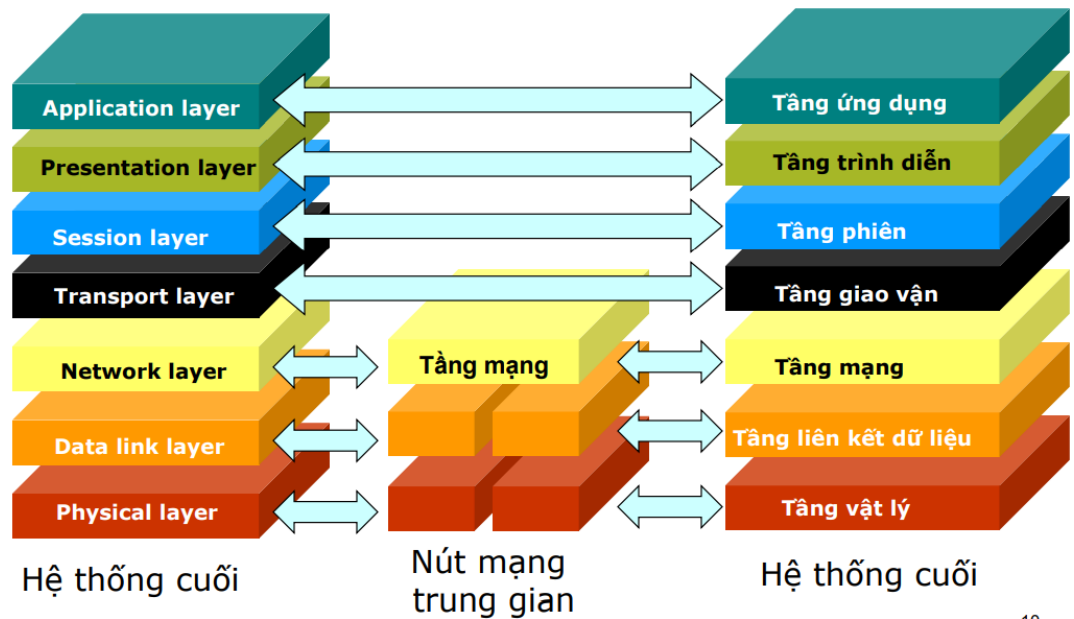 Application layer
Presentation layer
Session layer
Transport layer
Network layer
Data link layer
Physical layer
Hệ thống cuối
Tầng mạng
Nút mạng
trung gian
Tầng ứng dụng
Tầng trình diễn
Tầng phiên
Tầng giao vận
Tầng mạng
Tầng liên kết dữ liệu
Tầng vật lý
Hệ thống cuối